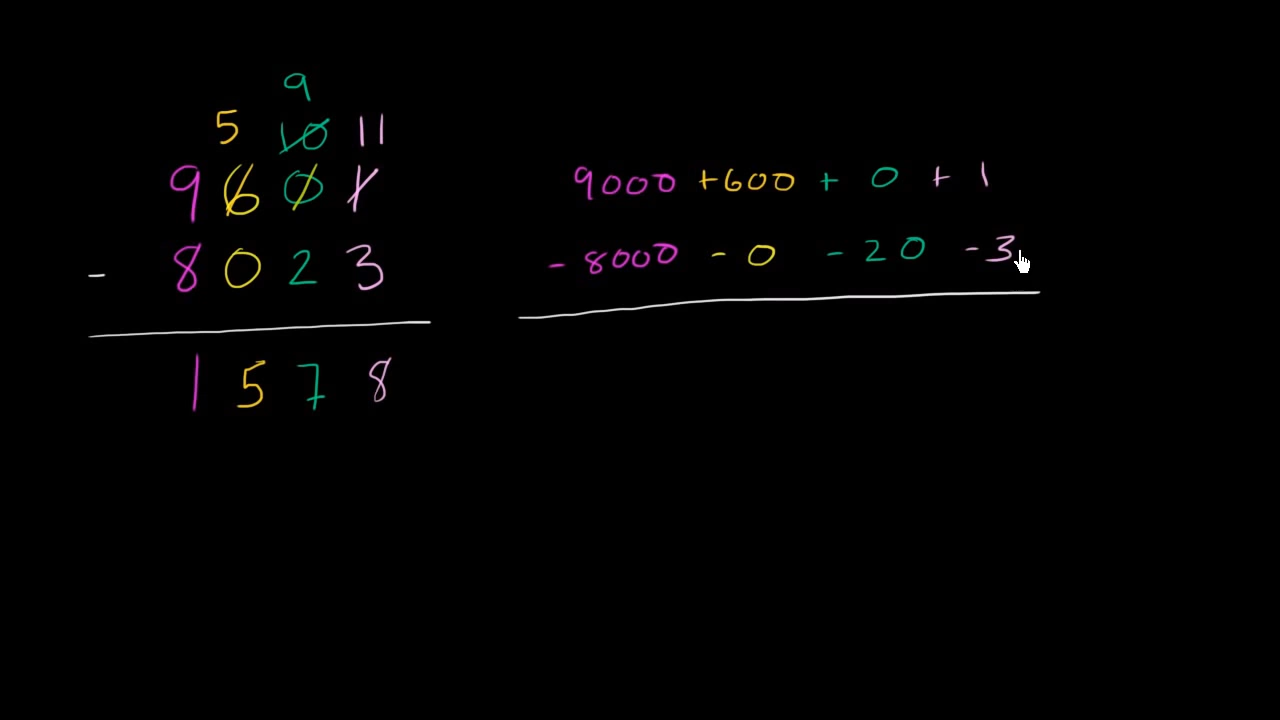 9
5 10 11
9 6 0 1
- 8 0 2 3
1 5 7 8
9000 + 600 + 0 + 1
- 8000 - 0 - 20 - 3